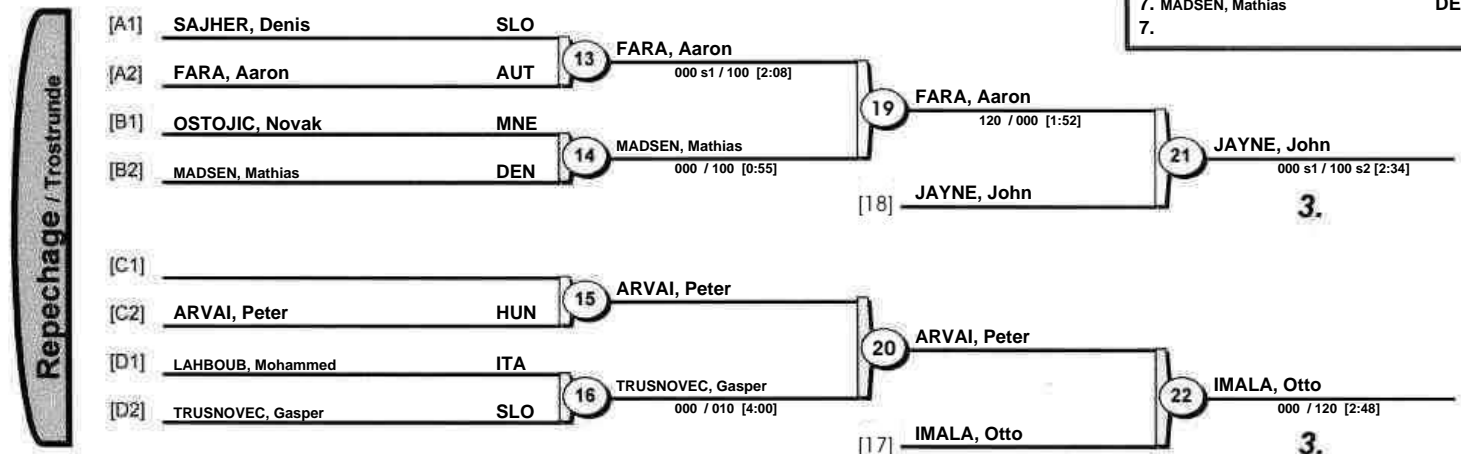 7. MADSEN, Mathias DE
7.
Repechage / Trostrunde
[A1] SAJHER, Denis SLO
[A2] FARA, Aaron AUT
13 FARA, Aaron
000 s1 / 100 [2:08]
[B1] OSTOJIC, Novak MNE
[B2] MADSEN, Mathias DEN
14 MADSEN, Mathias
000 / 100 [0:55]
19 FARA, Aaron
120 / 000 [1:52]
[18] JAYNE, John
21 JAYNE, John
000 s1 / 100 s2 [2:34]
3.
[C1]
[C2] ARVAI, Peter HUN
15 ARVAI, Peter
[D1] LAHBOUB, Mohammed ITA
[D2] TRUSNOVEC, Gasper SLO
16 TRUSNOVEC, Gasper
000 / 010 [4:00]
20 ARVAI, Peter
[17] IMALA, Otto
22 IMALA, Otto
000 / 120 [2:48]
3.